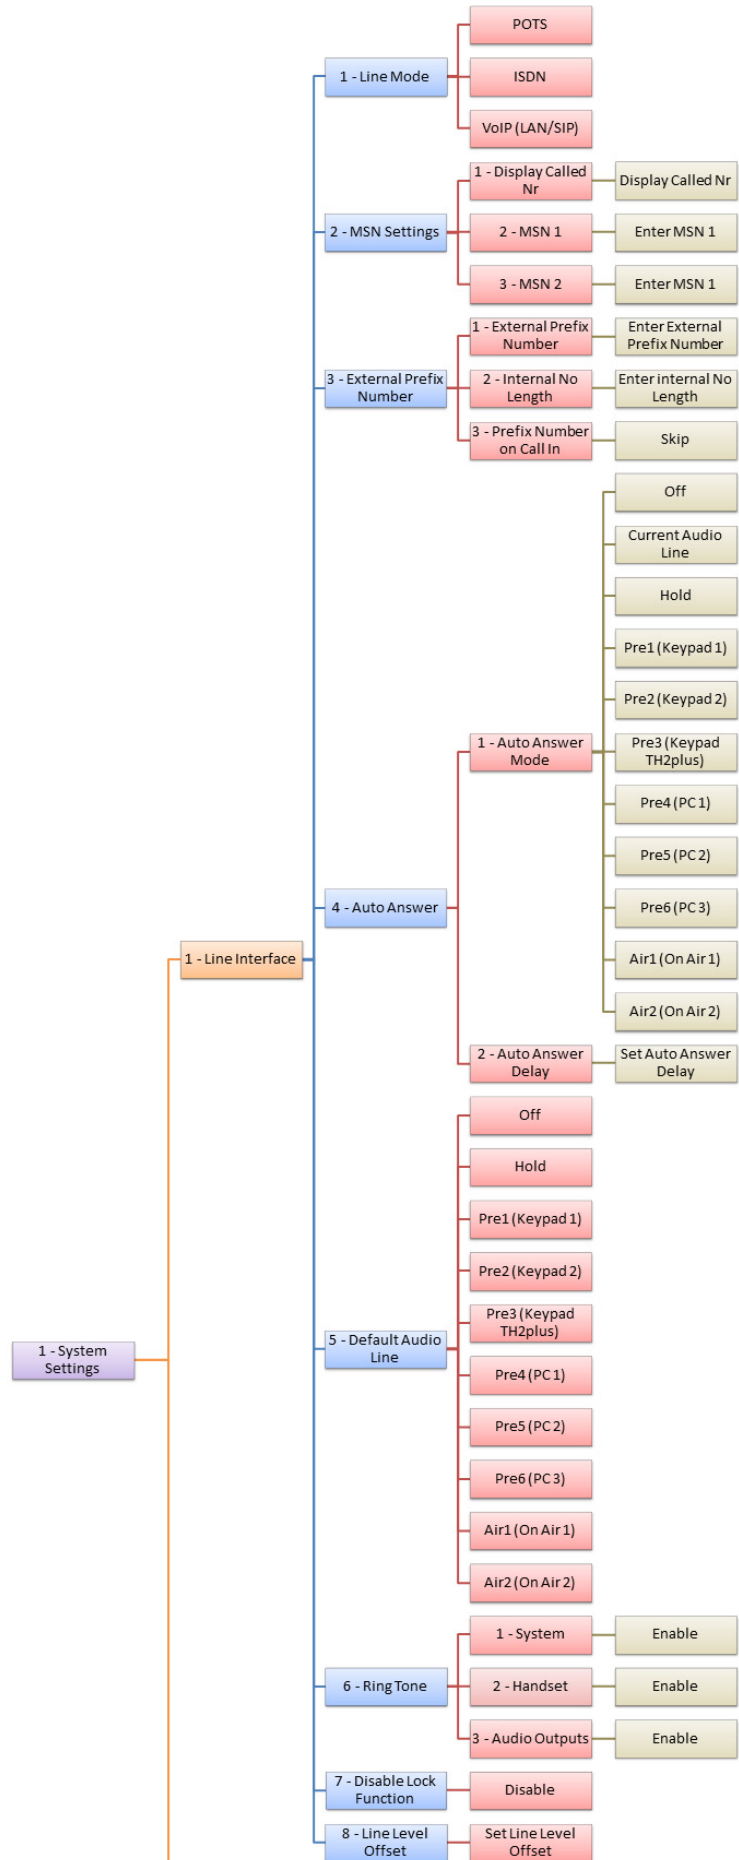 POTS
1 - Line Mode
ISDN
VoIP (LAN/SIP)
1 - Display Called
Nr
Display Called Nr
2 - MSN Settings
2 - MSN 1
Enter MSN 1
3 - MSN 2
Enter MSN 1
1 - External Prefix
Number
Enter External
Prefix Number
3 - External Prefix
Number
2 - Internal No
Length
Enter internal No
Length
3 - Prefix Number
on Call In
Skip
Off
Current Audio
Line
Hold
Pre1 (Keypad 1)
Pre2 (Keypad 2)
1 - Auto Answer
Mode
Pre3 (Keypad
TH2plus)
Pre4 (PC 1)
Pre5 (PC 2)
4 - Auto Answer
Pre6 (PC 3)
1 - Line Interface
Air1 (On Air 1)
Air2 (On Air 2)
2 - Auto Answer
Delay
Set Auto Answer
Delay
Off
Hold
Pre1 (Keypad 1)
Pre2 (Keypad 2)
Pre3 (Keypad
TH2plus)
1 - System
Settings
5 - Default Audio
Line
Pre4 (PC 1)
Pre5 (PC 2)
Pre6 (PC 3)
Air1 (On Air 1)
Air2 (On Air 2)
1 - System
Enable
6 - Ring Tone
2 - Handset
Enable
3 - Audio Outputs
Enable
7 - Disable Lock
Function
Disable
8 - Line Level
Offset
Set Line Level
Offset